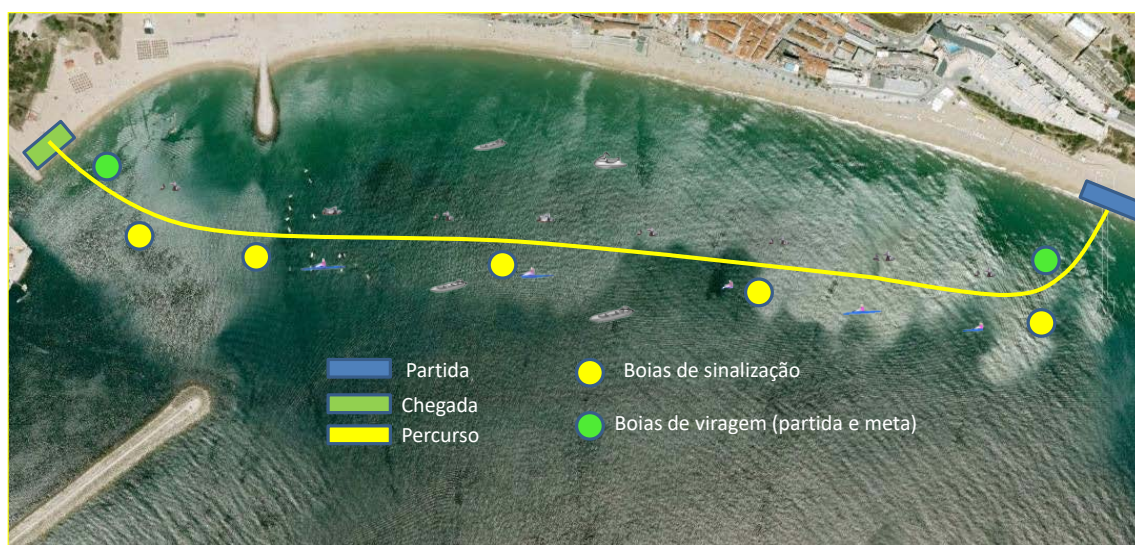 Partida
Chegada
Percurso
Boias de sinalização
Boias de viragem (partida e meta)